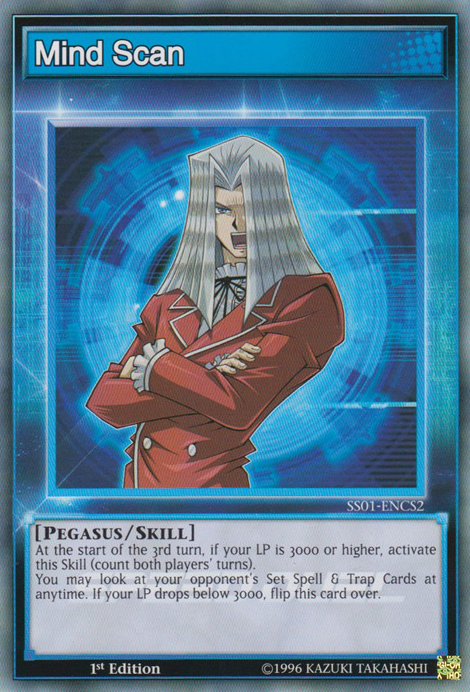 Mind Scan
SS01-ENCS2
[PEGASUS/SKILL]
At the start of the 3rd turn, if your LP is 3000 or higher, activate
this Skill (count both players' turns).
You may look at your opponent's Set Spell & Trap Cards at
anytime. If your LP drops below 3000, flip this card over.
1st Edition
©1996 KAZUKI TAKAHASHI